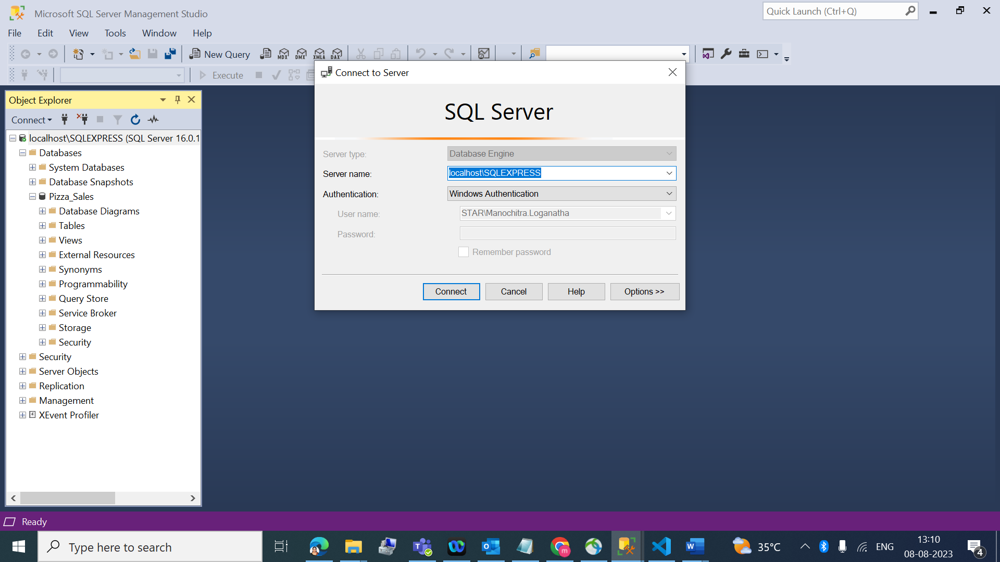 Microsoft SQL Server Management Studio
Quick Launch (Ctrl+Q)
File Edit View Tools Window Help
New Query MDX DMX XMLA DAX
Execute
Object Explorer
Connect
localhost\SQLEXPRESS (SQL Server 16.0.1
Databases
System Databases
Database Snapshots
Pizza_Sales
Database Diagrams
Tables
Views
External Resources
Synonyms
Programmability
Query Store
Service Broker
Storage
Security
Security
Server Objects
Replication
Management
XEvent Profiler
Connect to Server
SQL Server
Server type: Database Engine
Server name: localhost\SQLEXPRESS
Authentication: Windows Authentication
User name: STAR\Manochitra.Loganatha
Password:
Remember password
Connect Cancel Help Options >>
Ready
Type here to search
m
W
35°C
ENG
13:10
08-08-2023
4